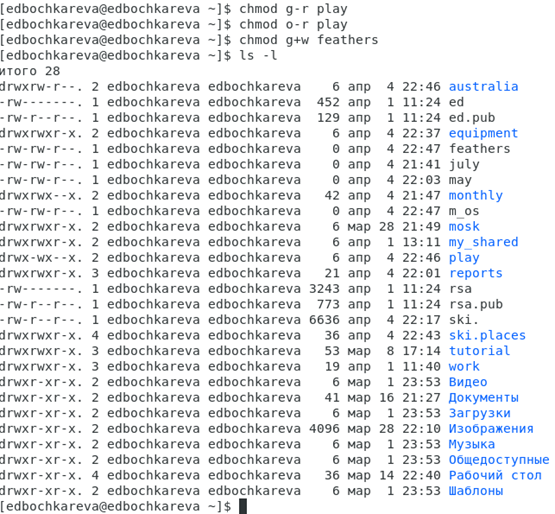 [edbochkareva@edbochkareva ~]$ chmod g-r play
[edbochkareva@edbochkareva ~]$ chmod o-r play
[edbochkareva@edbochkareva ~]$ chmod g+w feathers
[edbochkareva@edbochkareva ~]$ ls -l
итого 28
drwxrw-r--. 2 edbochkareva edbochkareva    6 апр  4 22:46 australia
-rw-------. 1 edbochkareva edbochkareva  452 апр  1 11:24 ed
-rw-r--r--. 1 edbochkareva edbochkareva  129 апр  1 11:24 ed.pub
drwxrwxr-x. 2 edbochkareva edbochkareva    6 апр  4 22:37 equipment
-rw-rw-r--. 1 edbochkareva edbochkareva    0 апр  4 22:47 feathers
-rw-rw-r--. 1 edbochkareva edbochkareva    0 апр  4 21:41 july
-rw-rw-r--. 1 edbochkareva edbochkareva    0 апр  4 22:03 may
drwxrwx--x. 2 edbochkareva edbochkareva   42 апр  4 21:47 monthly
-rw-rw-r--. 1 edbochkareva edbochkareva    0 апр  4 22:47 m_os
drwxrwxr-x. 2 edbochkareva edbochkareva    6 мар 28 21:49 mosk
drwxrwxr-x. 2 edbochkareva edbochkareva    6 апр  1 13:11 my_shared
drwx-wx--x. 2 edbochkareva edbochkareva    6 апр  4 22:46 play
drwxrwxr-x. 3 edbochkareva edbochkareva   21 апр  4 22:01 reports
-rw-------. 1 edbochkareva edbochkareva 3243 апр  1 11:24 rsa
-rw-r--r--. 1 edbochkareva edbochkareva  773 апр  1 11:24 rsa.pub
-rw-r--r--. 1 edbochkareva edbochkareva 6636 апр  4 22:17 ski.
drwxrwxr-x. 4 edbochkareva edbochkareva   36 апр  4 22:43 ski.places
drwxrwxr-x. 3 edbochkareva edbochkareva   53 мар  8 17:14 tutorial
drwxrwxr-x. 3 edbochkareva edbochkareva   19 апр  1 11:40 work
drwxr-xr-x. 2 edbochkareva edbochkareva    6 мар  1 23:53 Видео
drwxr-xr-x. 2 edbochkareva edbochkareva   41 мар 16 21:27 Документы
drwxr-xr-x. 2 edbochkareva edbochkareva    6 мар  1 23:53 Загрузки
drwxr-xr-x. 2 edbochkareva edbochkareva 4096 мар 28 22:10 Изображения
drwxr-xr-x. 2 edbochkareva edbochkareva    6 мар  1 23:53 Музыка
drwxr-xr-x. 2 edbochkareva edbochkareva    6 мар  1 23:53 Общедоступные
drwxr-xr-x. 4 edbochkareva edbochkareva   36 мар 14 22:40 Рабочий стол
drwxr-xr-x. 2 edbochkareva edbochkareva    6 мар  1 23:53 Шаблоны
[edbochkareva@edbochkareva ~]$